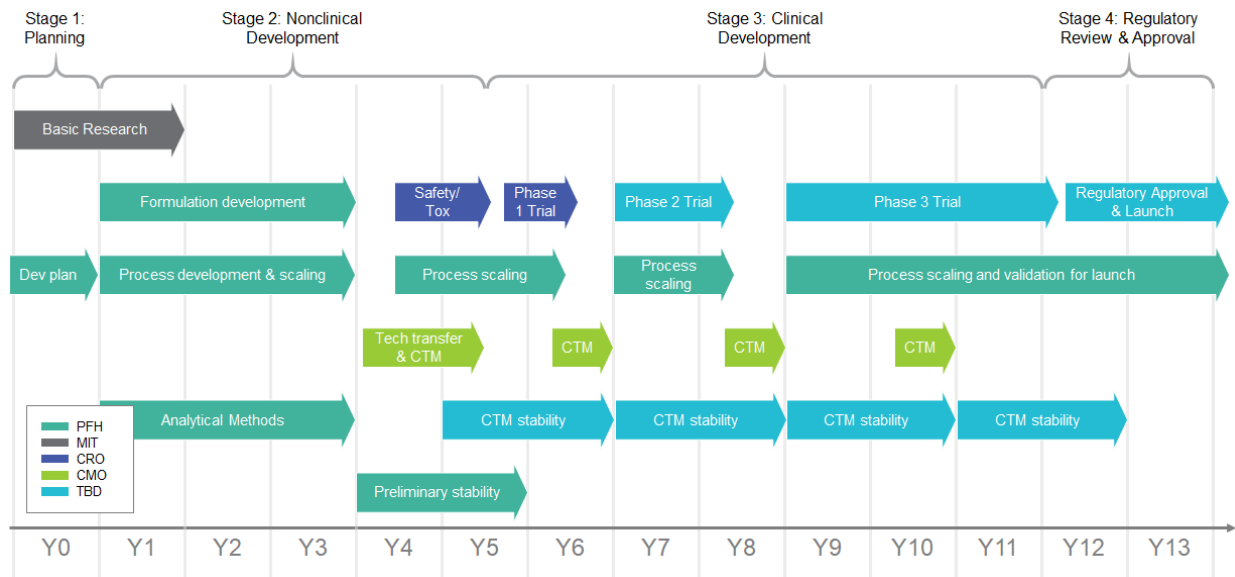 Stage 1:
Planning
Stage 2: Nonclinical
Development
Stage 3: Clinical
Development
Stage 4: Regulatory
Review & Approval
Basic Research
Formulation development
Safety/
Tox
Phase
1 Trial
Phase 2 Trial
Phase 3 Trial
Regulatory Approval
& Launch
Dev plan
Process development & scaling
Process scaling
Process
scaling
Process scaling and validation for launch
Tech transfer
& CTM
CTM
CTM
CTM
Analytical Methods
CTM stability
CTM stability
CTM stability
CTM stability
PFH
MIT
CRO
CMO
TBD
Preliminary stability
Y0 Y1 Y2 Y3 Y4 Y5 Y6 Y7 Y8 Y9 Y10 Y11 Y12 Y13